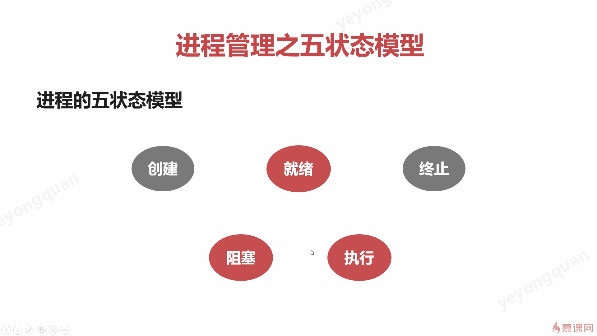 进程管理之五状态模型
进程的五状态模型
创建
就绪
终止
阻塞
执行
yeyongquan
yeyongquan
yeyongquan
慕课网